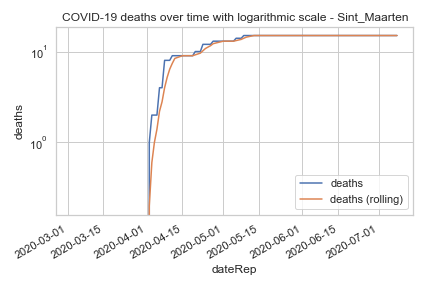 COVID-19 deaths over time with logarithmic scale - Sint_Maarten
deaths
10¹
10⁰
deaths
deaths (rolling)
2020-03-01
2020-03-15
2020-04-01
2020-04-15
2020-05-01
2020-05-15
2020-06-01
2020-06-15
2020-07-01
dateRep